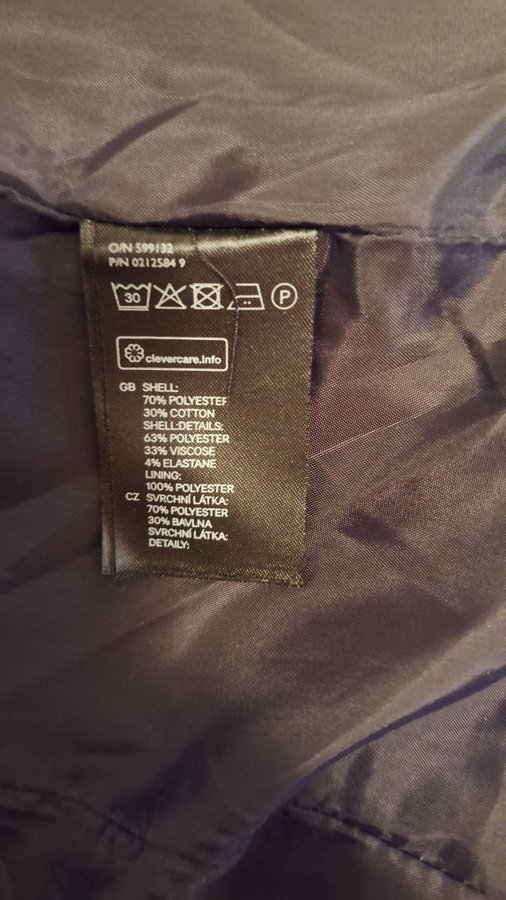 O/N 599132
P/N 0212584 9
30 P
clevercare.info
GB SHELL:
70% POLYESTER
30% COTTON
SHELL:DETAILS:
63% POLYESTER
33% VISCOSE
4% ELASTANE
LINING:
100% POLYESTER
CZ SVRCHNÍ LÁTKA:
70% POLYESTER
30% BAVLNA
SVRCHNÍ LÁTKA:
DETAILY: